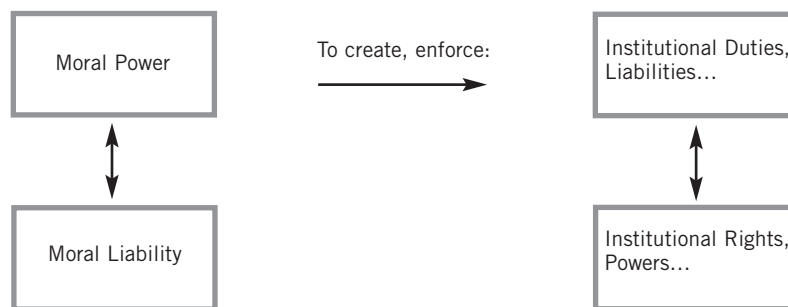 Moral Power
To create, enforce:
Institutional Duties,
Liabilities…
Moral Liability
Institutional Rights,
Powers…